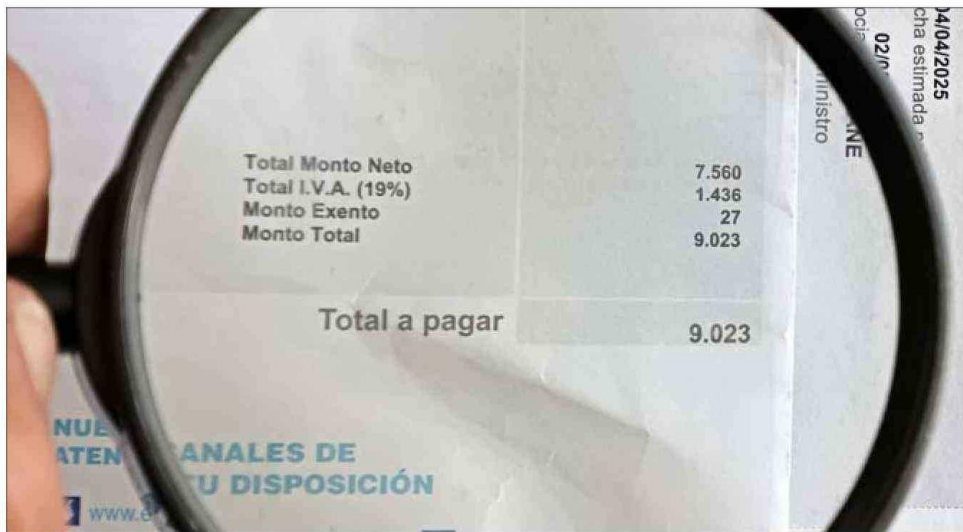 Total Monto Neto 7.560
Total I.V.A. (19%) 1.436
Monto Exento 27
Monto Total 9.023
Total a pagar 9.023
ANALES DE
U DISPOSICIÓN
NUE
ATEN
www.e
04/04/2025
cha estimada
02/0
ANE
ministro